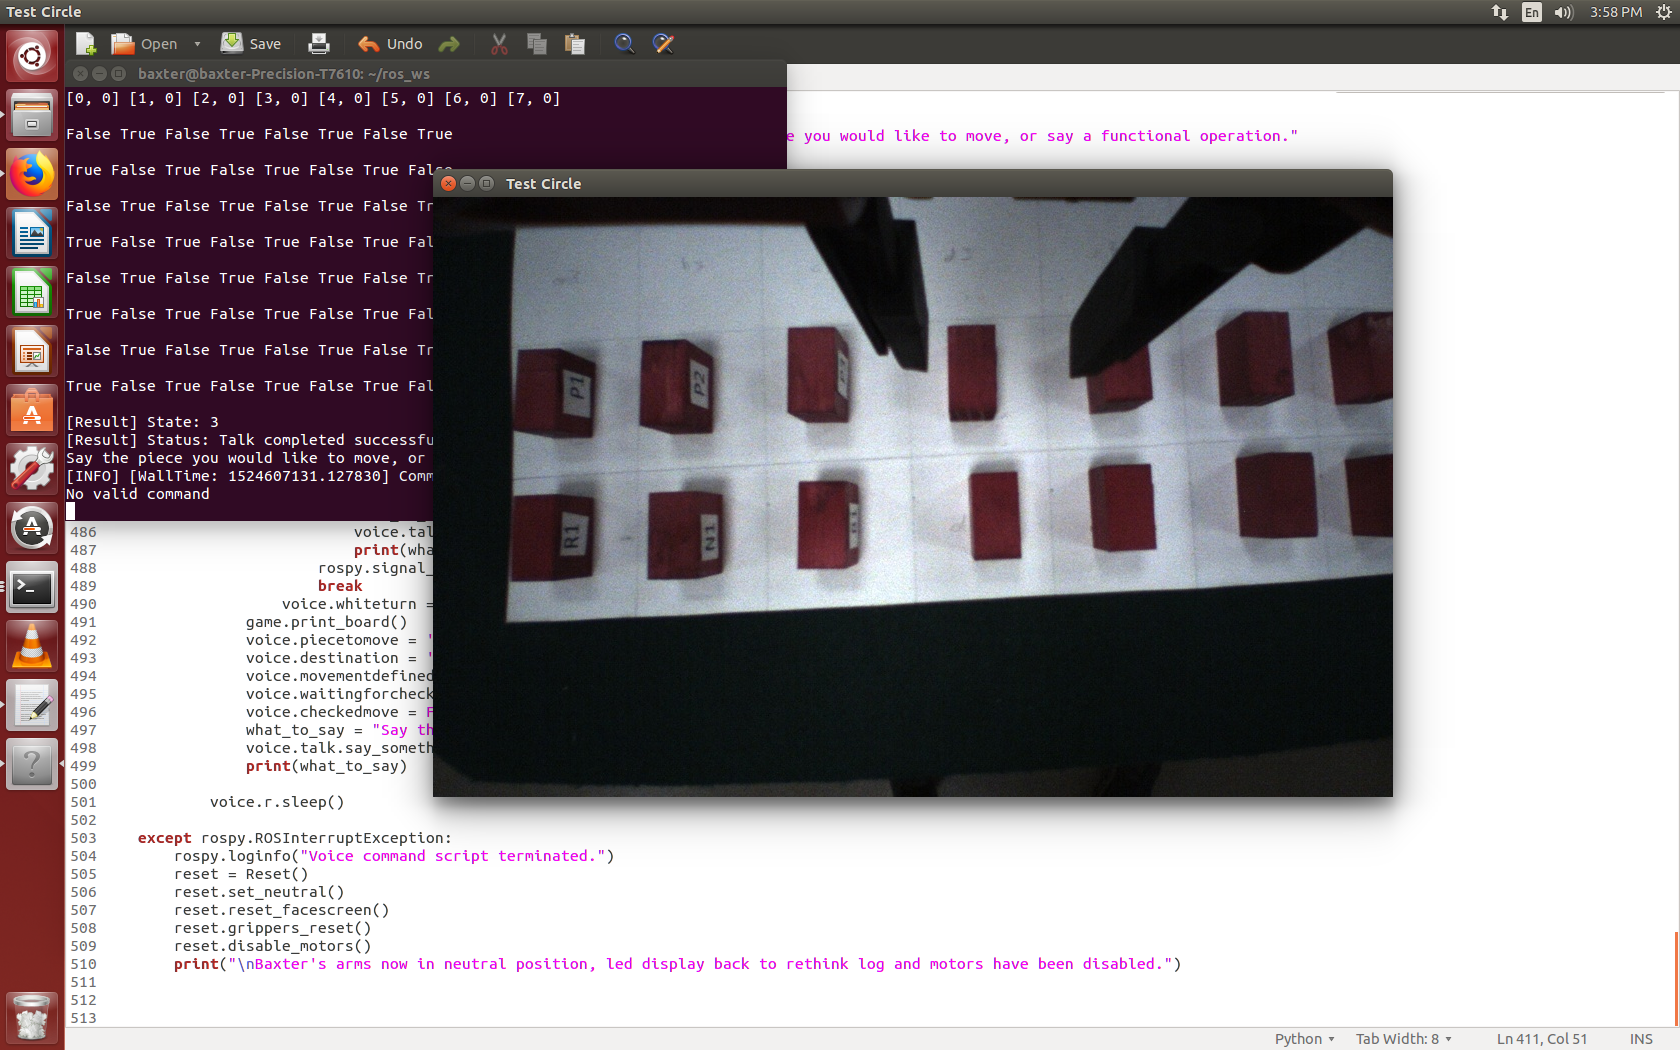 Test Circle
En
3:58 PM
Open
Save
Undo
baxter@baxter-Precision-T7610: ~/ros_ws
[0, 0] [1, 0] [2, 0] [3, 0] [4, 0] [5, 0] [6, 0] [7, 0]
False True False True False True False True
e you would like to move, or say a functional operation."
True False True False True False True False
Test Circle
False True False True False True False Tr
True False True False True False True Fal
False True False True False True False Tr
True False True False True False True Fal
False True False True False True False Tr
True False True False True False True Fal
[Result] State: 3
[Result] Status: Talk completed successfu
Say the piece you would like to move, or
[INFO] [WallTime: 1524607131.127830] Comm
No valid command
P1
P2
R1
N1
486 voice.tal
487 print(wha
488 rospy.signal_
489 break
490 voice.whiteturn =
491 game.print_board()
492 voice.piecetomove = '
493 voice.destination = '
494 voice.movementdefined
495 voice.waitingforcheck
496 voice.checkedmove = F
497 what_to_say = "Say th
498 voice.talk.say_someth
499 print(what_to_say)
500
501 voice.r.sleep()
502
503 except rospy.ROSInterruptException:
504 rospy.loginfo("Voice command script terminated.")
505 reset = Reset()
506 reset.set_neutral()
507 reset.reset_facescreen()
508 reset.grippers_reset()
509 reset.disable_motors()
510 print("\nBaxter's arms now in neutral position, led display back to rethink log and motors have been disabled.")
511
512
513
Python
Tab Width: 8
Ln 411, Col 51
INS